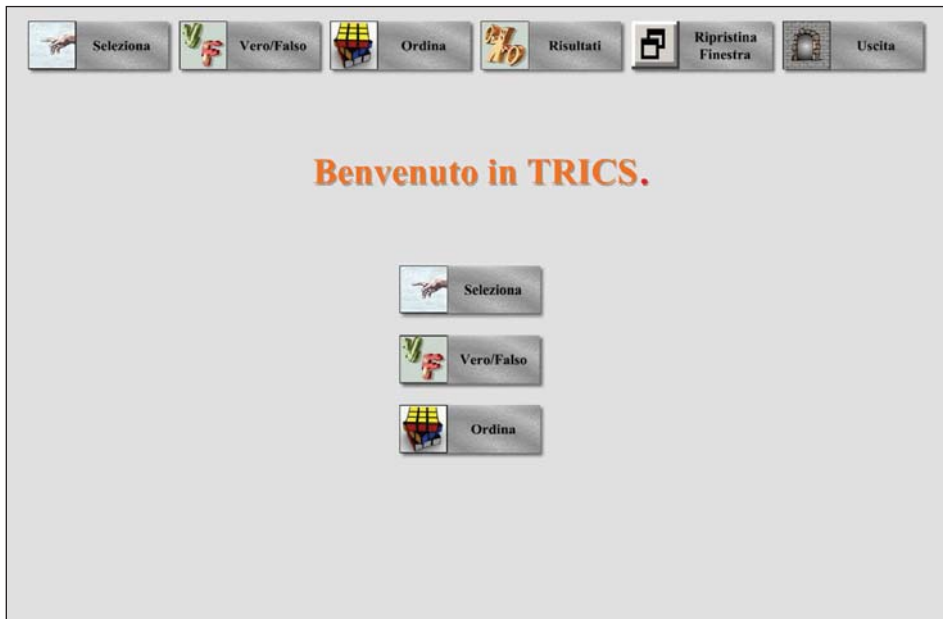 Seleziona
Vero/Falso
Ordina
Risultati
Ripristina
Finestra
Uscita
Benvenuto in TRICS.
Seleziona
Vero/Falso
Ordina